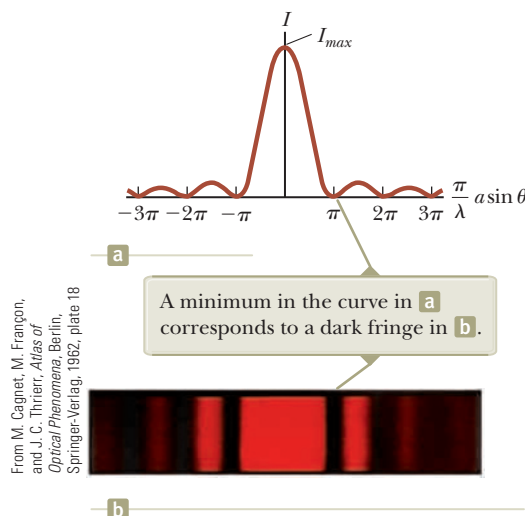 I
I_max
−3π −2π −π π 2π 3π π/λ a sin θ
a
A minimum in the curve in a
corresponds to a dark fringe in b.
From M. Cagnet, M. Françon,
and J. C. Thrierr, Atlas of
Optical Phenomena, Berlin,
Springer-Verlag, 1962, plate 18
b